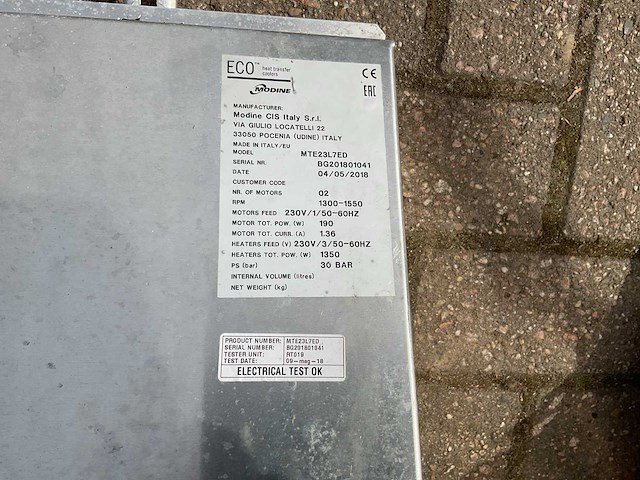 ECO™ heat transfer coolers CE
MODINE EAC
MANUFACTURER:
Modine CIS Italy S.r.l.
VIA GIULIO LOCATELLI 22
33050 POCENIA (UDINE) ITALY
MADE IN ITALY/EU
MODEL MTE23L7ED
SERIAL NR. BG201801041
DATE 04/05/2018
CUSTOMER CODE
NR. OF MOTORS 02
RPM 1300-1550
MOTORS FEED 230V/1/50-60HZ
MOTOR TOT. POW. (W) 190
MOTOR TOT. CURR. (A) 1.36
HEATERS FEED (V) 230V/3/50-60HZ
HEATERS TOT. POW. (W) 1350
PS (bar) 30 BAR
INTERNAL VOLUME (litres)
NET WEIGHT (kg)
PRODUCT NUMBER: MTE23L7ED
SERIAL NUMBER: BG201801041
TESTER UNIT: RT019
TEST DATE: 09-mag-18
ELECTRICAL TEST OK